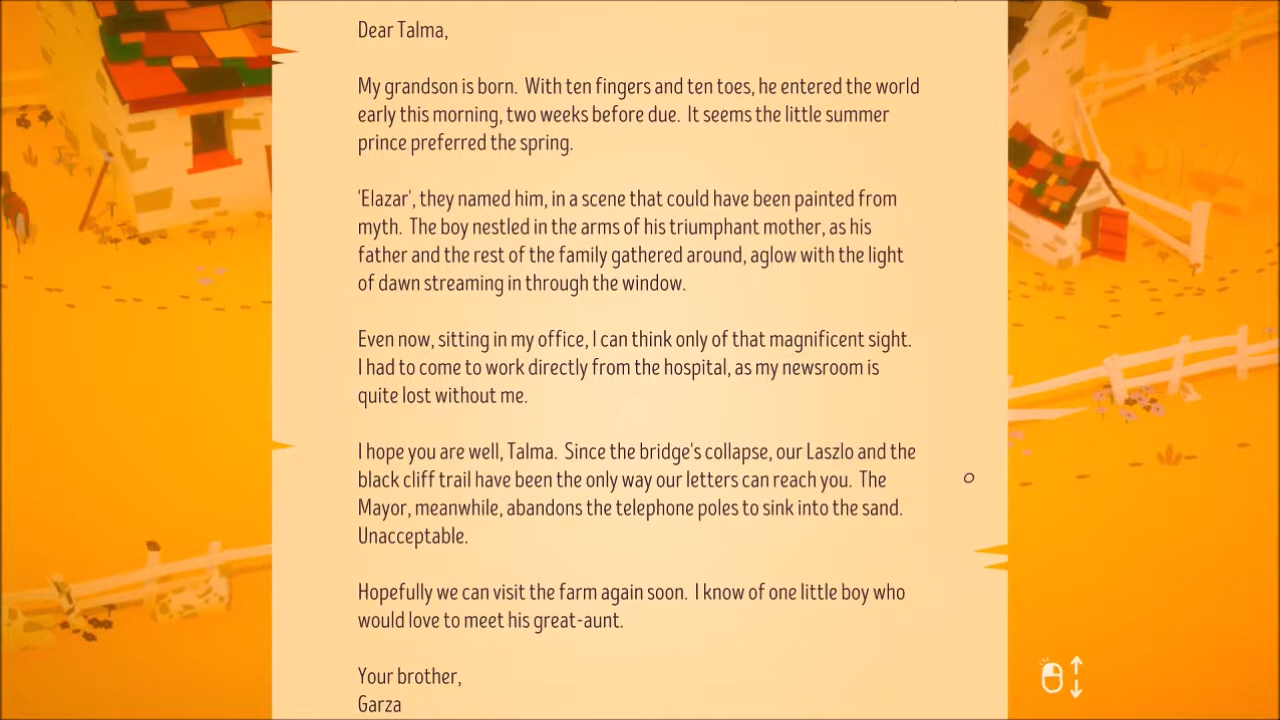 Dear Talma,
My grandson is born.  With ten fingers and ten toes, he entered the world
early this morning, two weeks before due.  It seems the little summer
prince preferred the spring.
'Elazar', they named him, in a scene that could have been painted from
myth.  The boy nestled in the arms of his triumphant mother, as his
father and the rest of the family gathered around, aglow with the light
of dawn streaming in through the window.
Even now, sitting in my office, I can think only of that magnificent sight.
I had to come to work directly from the hospital, as my newsroom is
quite lost without me.
I hope you are well, Talma.  Since the bridge's collapse, our Laszlo and the
black cliff trail have been the only way our letters can reach you.  The
Mayor, meanwhile, abandons the telephone poles to sink into the sand.
Unacceptable.
Hopefully we can visit the farm again soon.  I know of one little boy who
would love to meet his great-aunt.
Your brother,
Garza